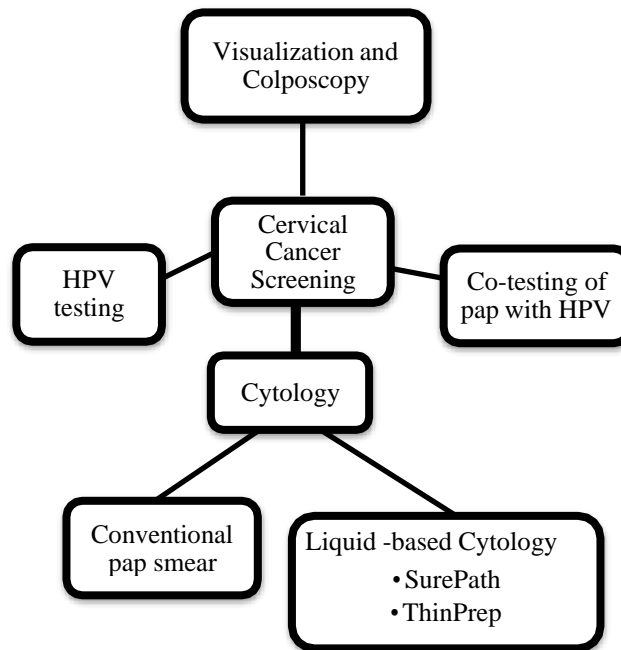 Visualization and
Colposcopy
Cervical
Cancer
Screening
HPV
testing
Co-testing of
pap with HPV
Cytology
Conventional
pap smear
Liquid -based Cytology
•SurePath
•ThinPrep